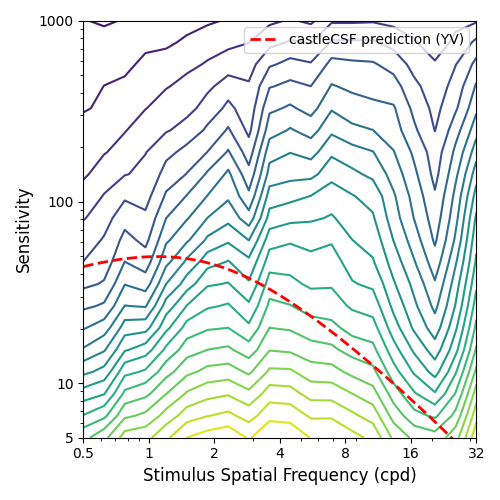 1000
castleCSF prediction (YV)
100
Sensitivity
10
5
0.5 1 2 4 8 16 32
Stimulus Spatial Frequency (cpd)